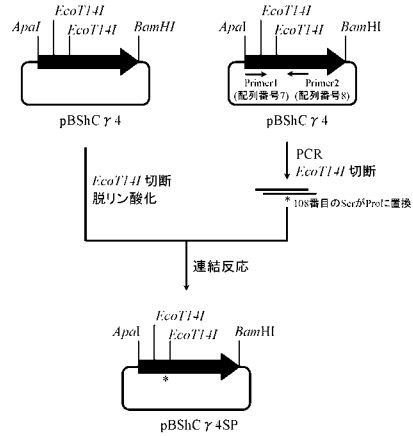 EcoT14I EcoT14I
ApaI EcoT14I BamHI ApaI EcoT14I BamHI
Primer1 Primer2
(配列番号7) (配列番号8)
pBShCγ4 pBShCγ4
PCR
EcoT14I 切断 EcoT14I 切断
脱リン酸化
* 108番目のSerがProに置換
連結反応
EcoT14I
ApaI EcoT14I BamHI
*
pBShCγ4SP